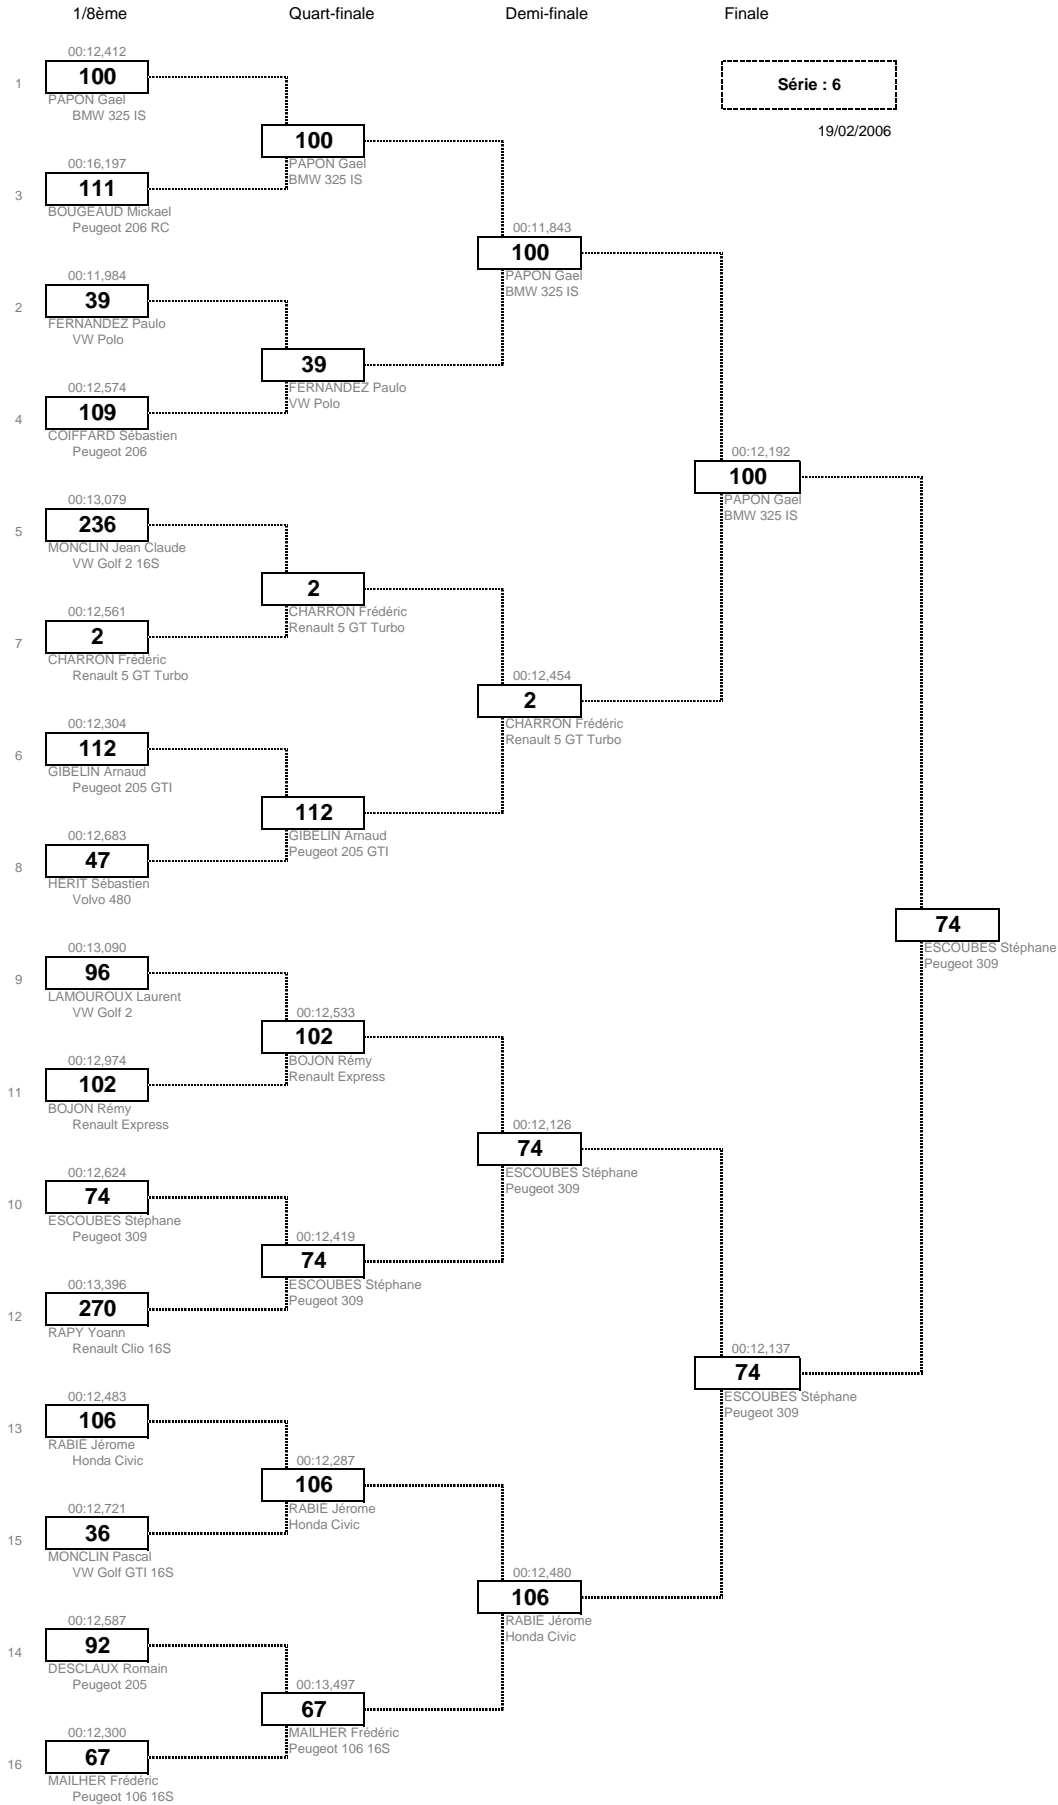 1/8ème
Quart-finale
Demi-finale
Finale
Série : 6
19/02/2006
00:12,412
1
100
PAPON Gael
BMW 325 IS
00:16,197
3
111
BOUGEAUD Mickael
Peugeot 206 RC
00:11,984
2
39
FERNANDEZ Paulo
VW Polo
00:12,574
4
109
COIFFARD Sébastien
Peugeot 206
00:13,079
5
236
MONCLIN Jean Claude
VW Golf 2 16S
00:12,561
7
2
CHARRON Frédéric
Renault 5 GT Turbo
00:12,304
6
112
GIBELIN Arnaud
Peugeot 205 GTI
00:12,683
8
47
HERIT Sébastien
Volvo 480
00:13,090
9
96
LAMOUROUX Laurent
VW Golf 2
00:12,974
11
102
BOJON Rémy
Renault Express
00:12,624
10
74
ESCOUBES Stéphane
Peugeot 309
00:13,396
12
270
RAPY Yoann
Renault Clio 16S
00:12,483
13
106
RABIÉ Jérome
Honda Civic
00:12,721
15
36
MONCLIN Pascal
VW Golf GTI 16S
00:12,587
14
92
DESCLAUX Romain
Peugeot 205
00:12,300
16
67
MAILHER Frédéric
Peugeot 106 16S
100
PAPON Gael
BMW 325 IS
39
FERNANDEZ Paulo
VW Polo
2
CHARRON Frédéric
Renault 5 GT Turbo
112
GIBELIN Arnaud
Peugeot 205 GTI
00:12,533
102
BOJON Rémy
Renault Express
00:12,419
74
ESCOUBES Stéphane
Peugeot 309
00:12,287
106
RABIÉ Jérome
Honda Civic
00:13,497
67
MAILHER Frédéric
Peugeot 106 16S
00:11,843
100
PAPON Gael
BMW 325 IS
00:12,454
2
CHARRON Frédéric
Renault 5 GT Turbo
00:12,126
74
ESCOUBES Stéphane
Peugeot 309
00:12,480
106
RABIÉ Jérome
Honda Civic
00:12,192
100
PAPON Gael
BMW 325 IS
00:12,137
74
ESCOUBES Stéphane
Peugeot 309
74
ESCOUBES Stéphane
Peugeot 309